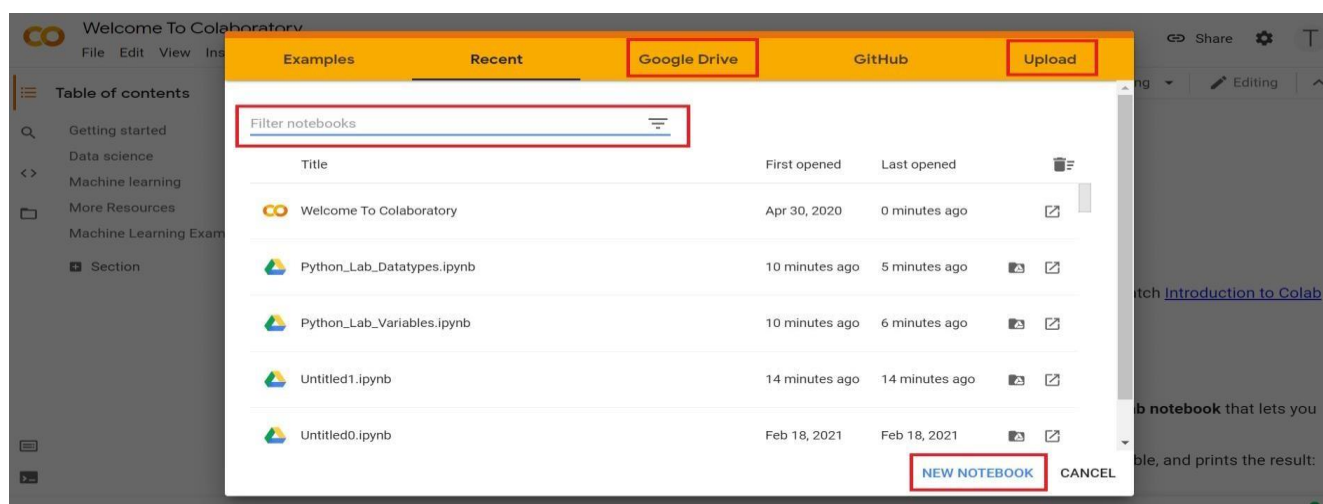 Welcome To Colaboratory
File Edit View Ins
Share
T
Examples Recent Google Drive GitHub Upload
Table of contents
ng Editing
Filter notebooks
Getting started
Data science
Title First opened Last opened
Machine learning
More Resources
Welcome To Colaboratory Apr 30, 2020 0 minutes ago
Machine Learning Exam
Section
Python_Lab_Datatypes.ipynb 10 minutes ago 5 minutes ago
itch Introduction to Colab
Python_Lab_Variables.ipynb 10 minutes ago 6 minutes ago
Untitled1.ipynb 14 minutes ago 14 minutes ago
b notebook that lets you
Untitled0.ipynb Feb 18, 2021 Feb 18, 2021
ble, and prints the result:
NEW NOTEBOOK CANCEL